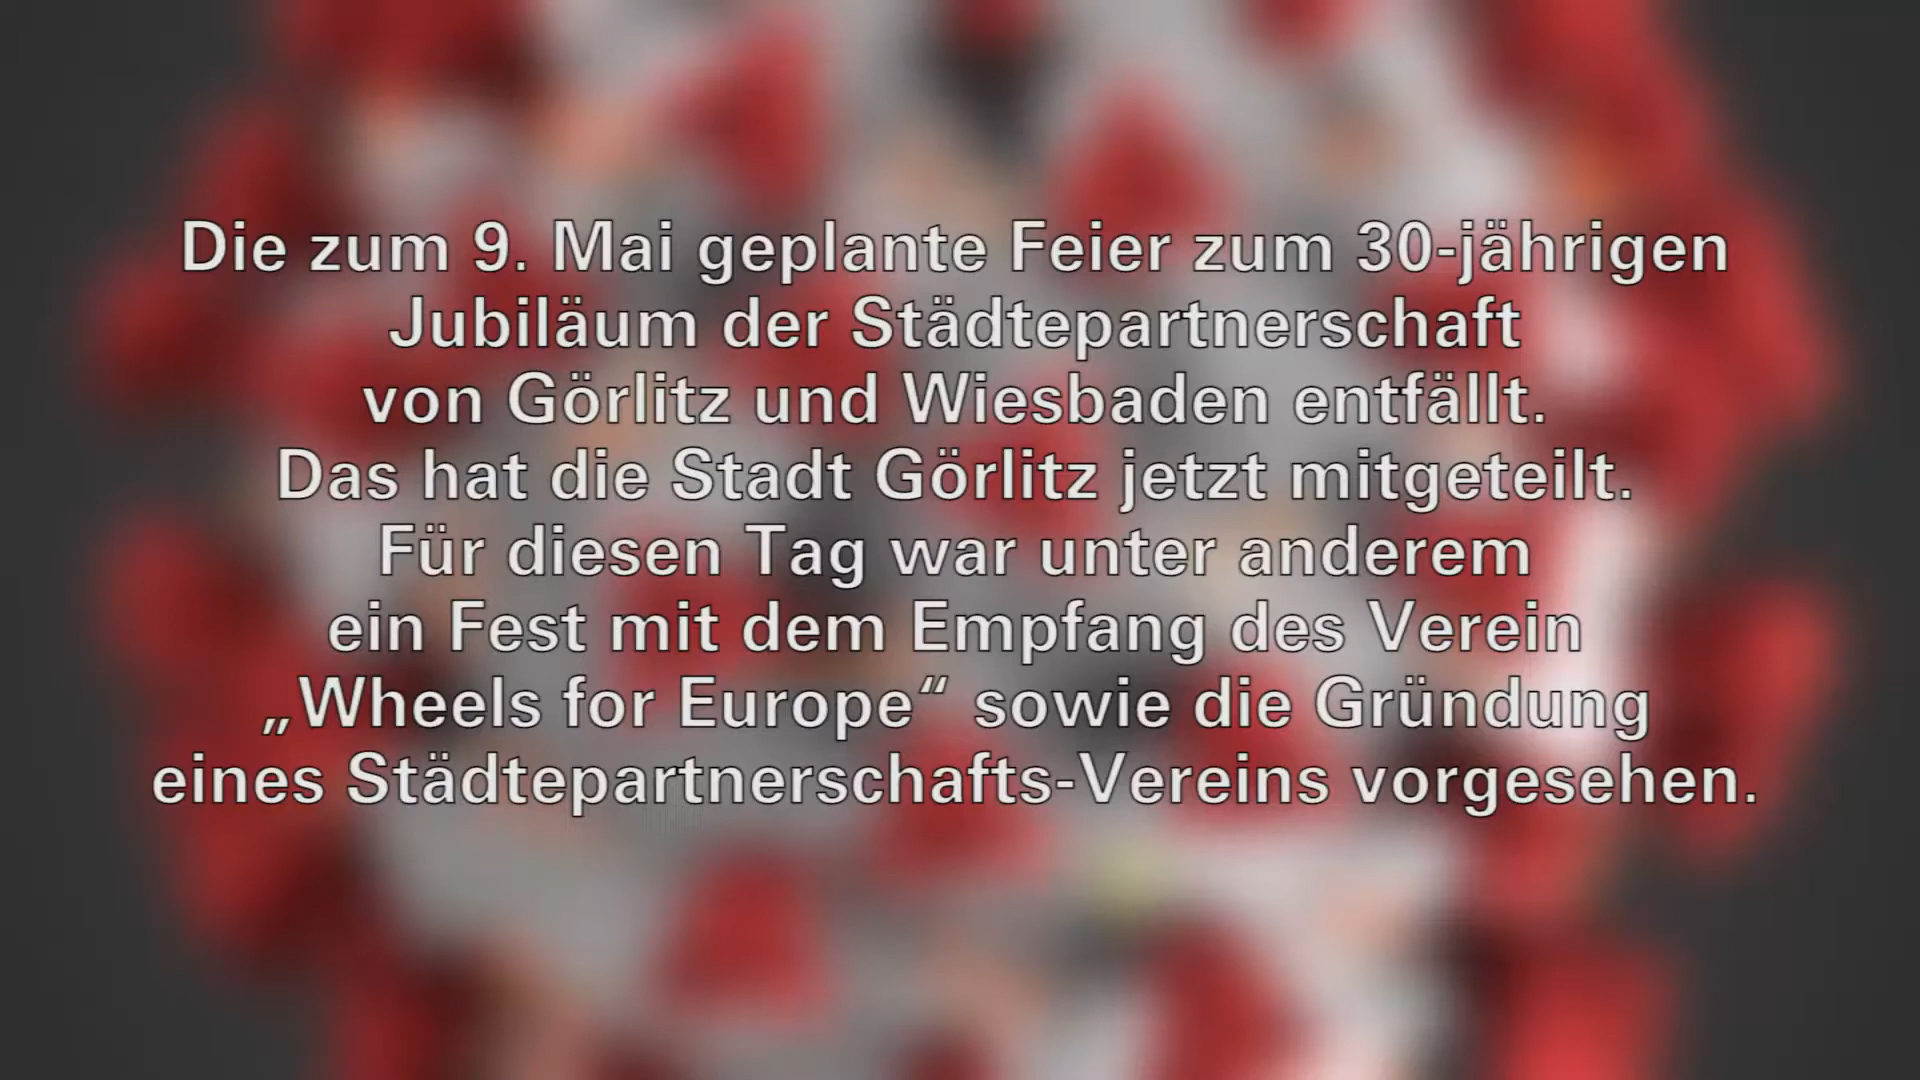 Die zum 9. Mai geplante Feier zum 30-jährigen
Jubiläum der Städtepartnerschaft
von Görlitz und Wiesbaden entfällt.
Das hat die Stadt Görlitz jetzt mitgeteilt.
Für diesen Tag war unter anderem
ein Fest mit dem Empfang des Verein
„Wheels for Europe“ sowie die Gründung
eines Städtepartnerschafts-Vereins vorgesehen.